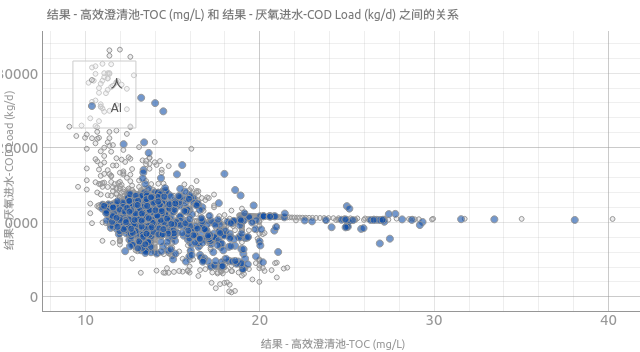 结果 - 高效澄清池-TOC (mg/L) 和 结果 - 厌氧进水-COD Load (kg/d) 之间的关系
人
AI
结果 - 厌氧进水-COD Load (kg/d)
0
10
20
30
40
结果 - 高效澄清池-TOC (mg/L)